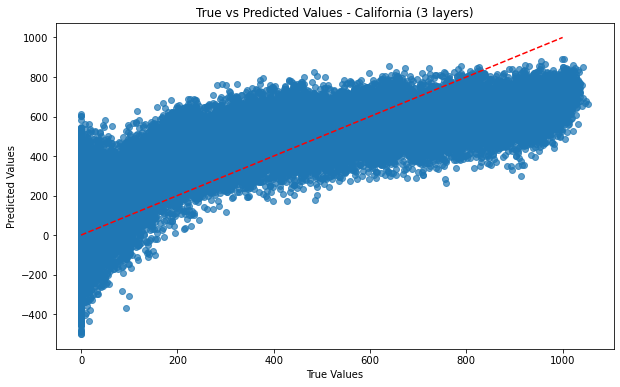 True vs Predicted Values - California (3 layers)
Predicted Values
1000
800
600
400
200
0
−200
−400
0 200 400 600 800 1000
True Values